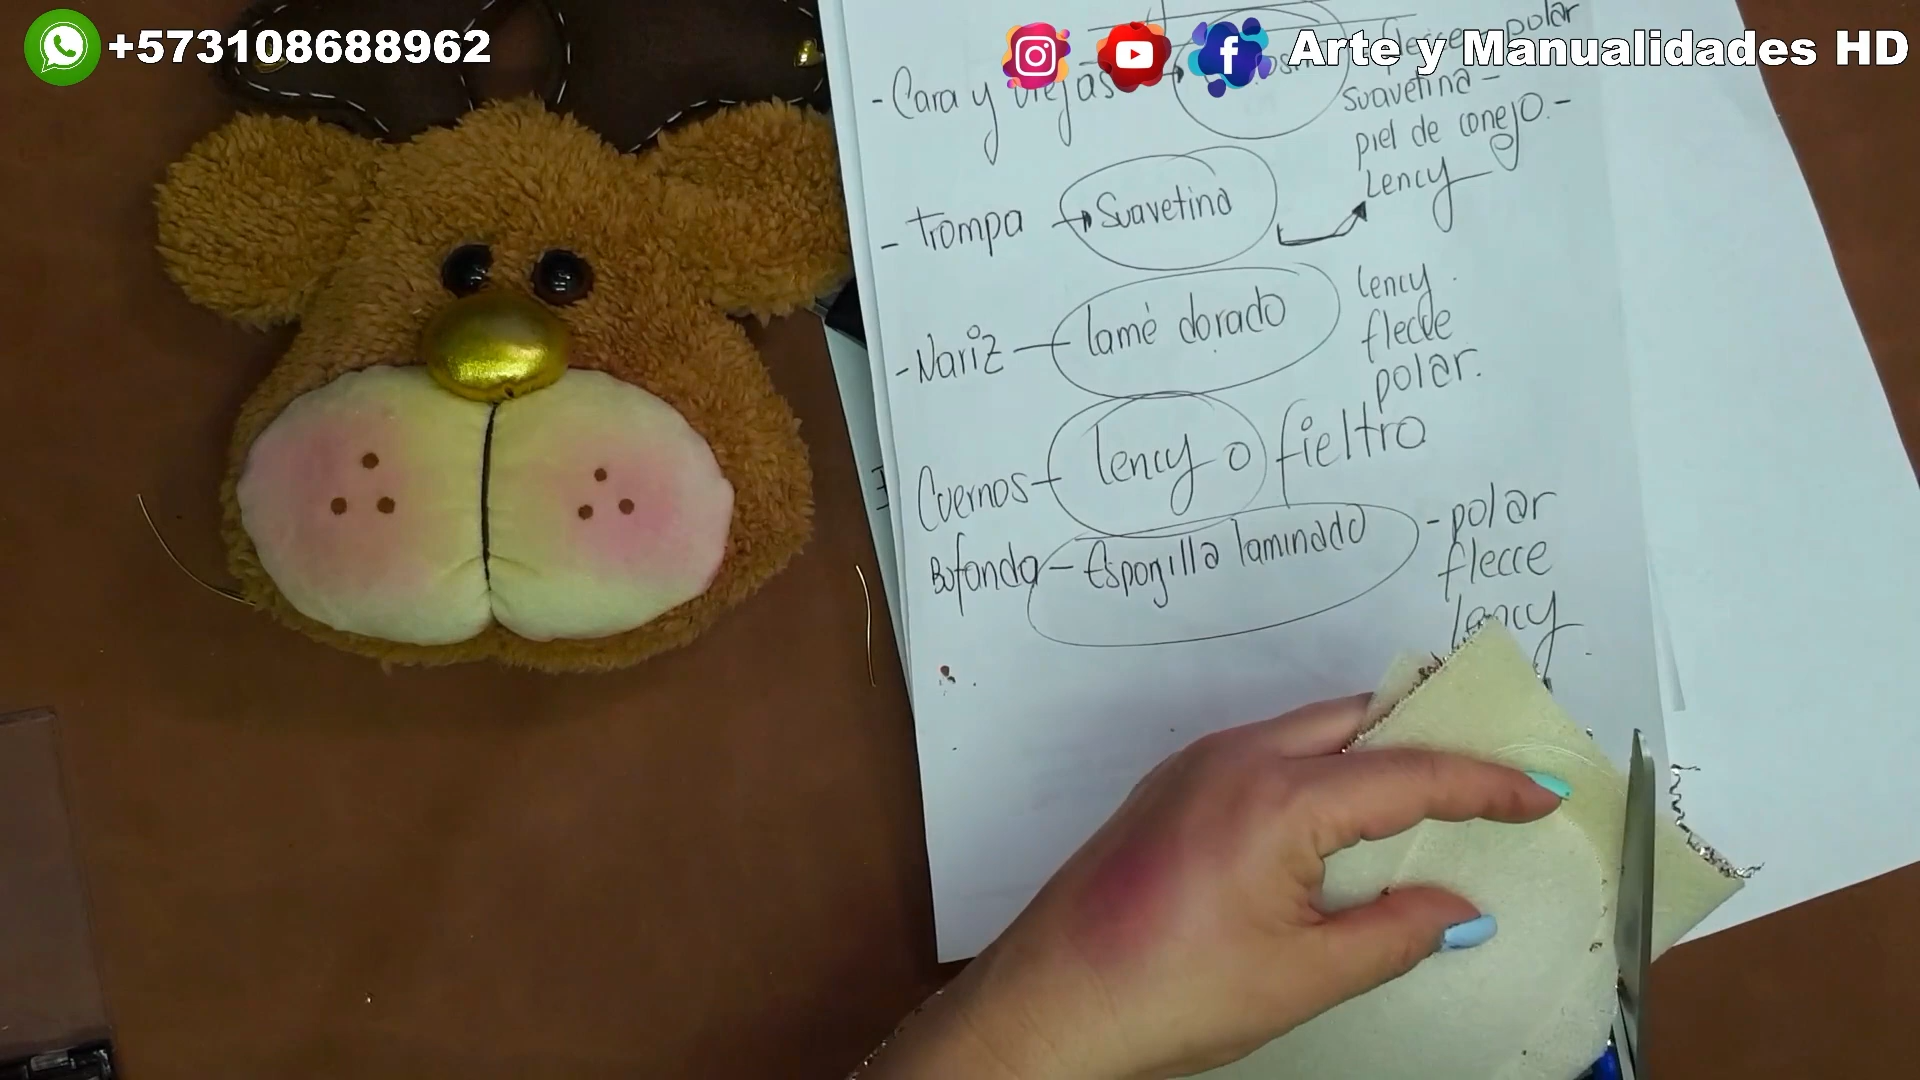 +573108688962
Arte y Manualidades HD
- Cara y orejas polar
Suavetina -
piel de conejo. -
Lency
- Trompa → Suavetina
- Nariz — lamé dorado
lency.
flecce
polar.
Cuernos - lency o fieltro
Bufanda - Esponjilla laminado - polar
flecce
lency